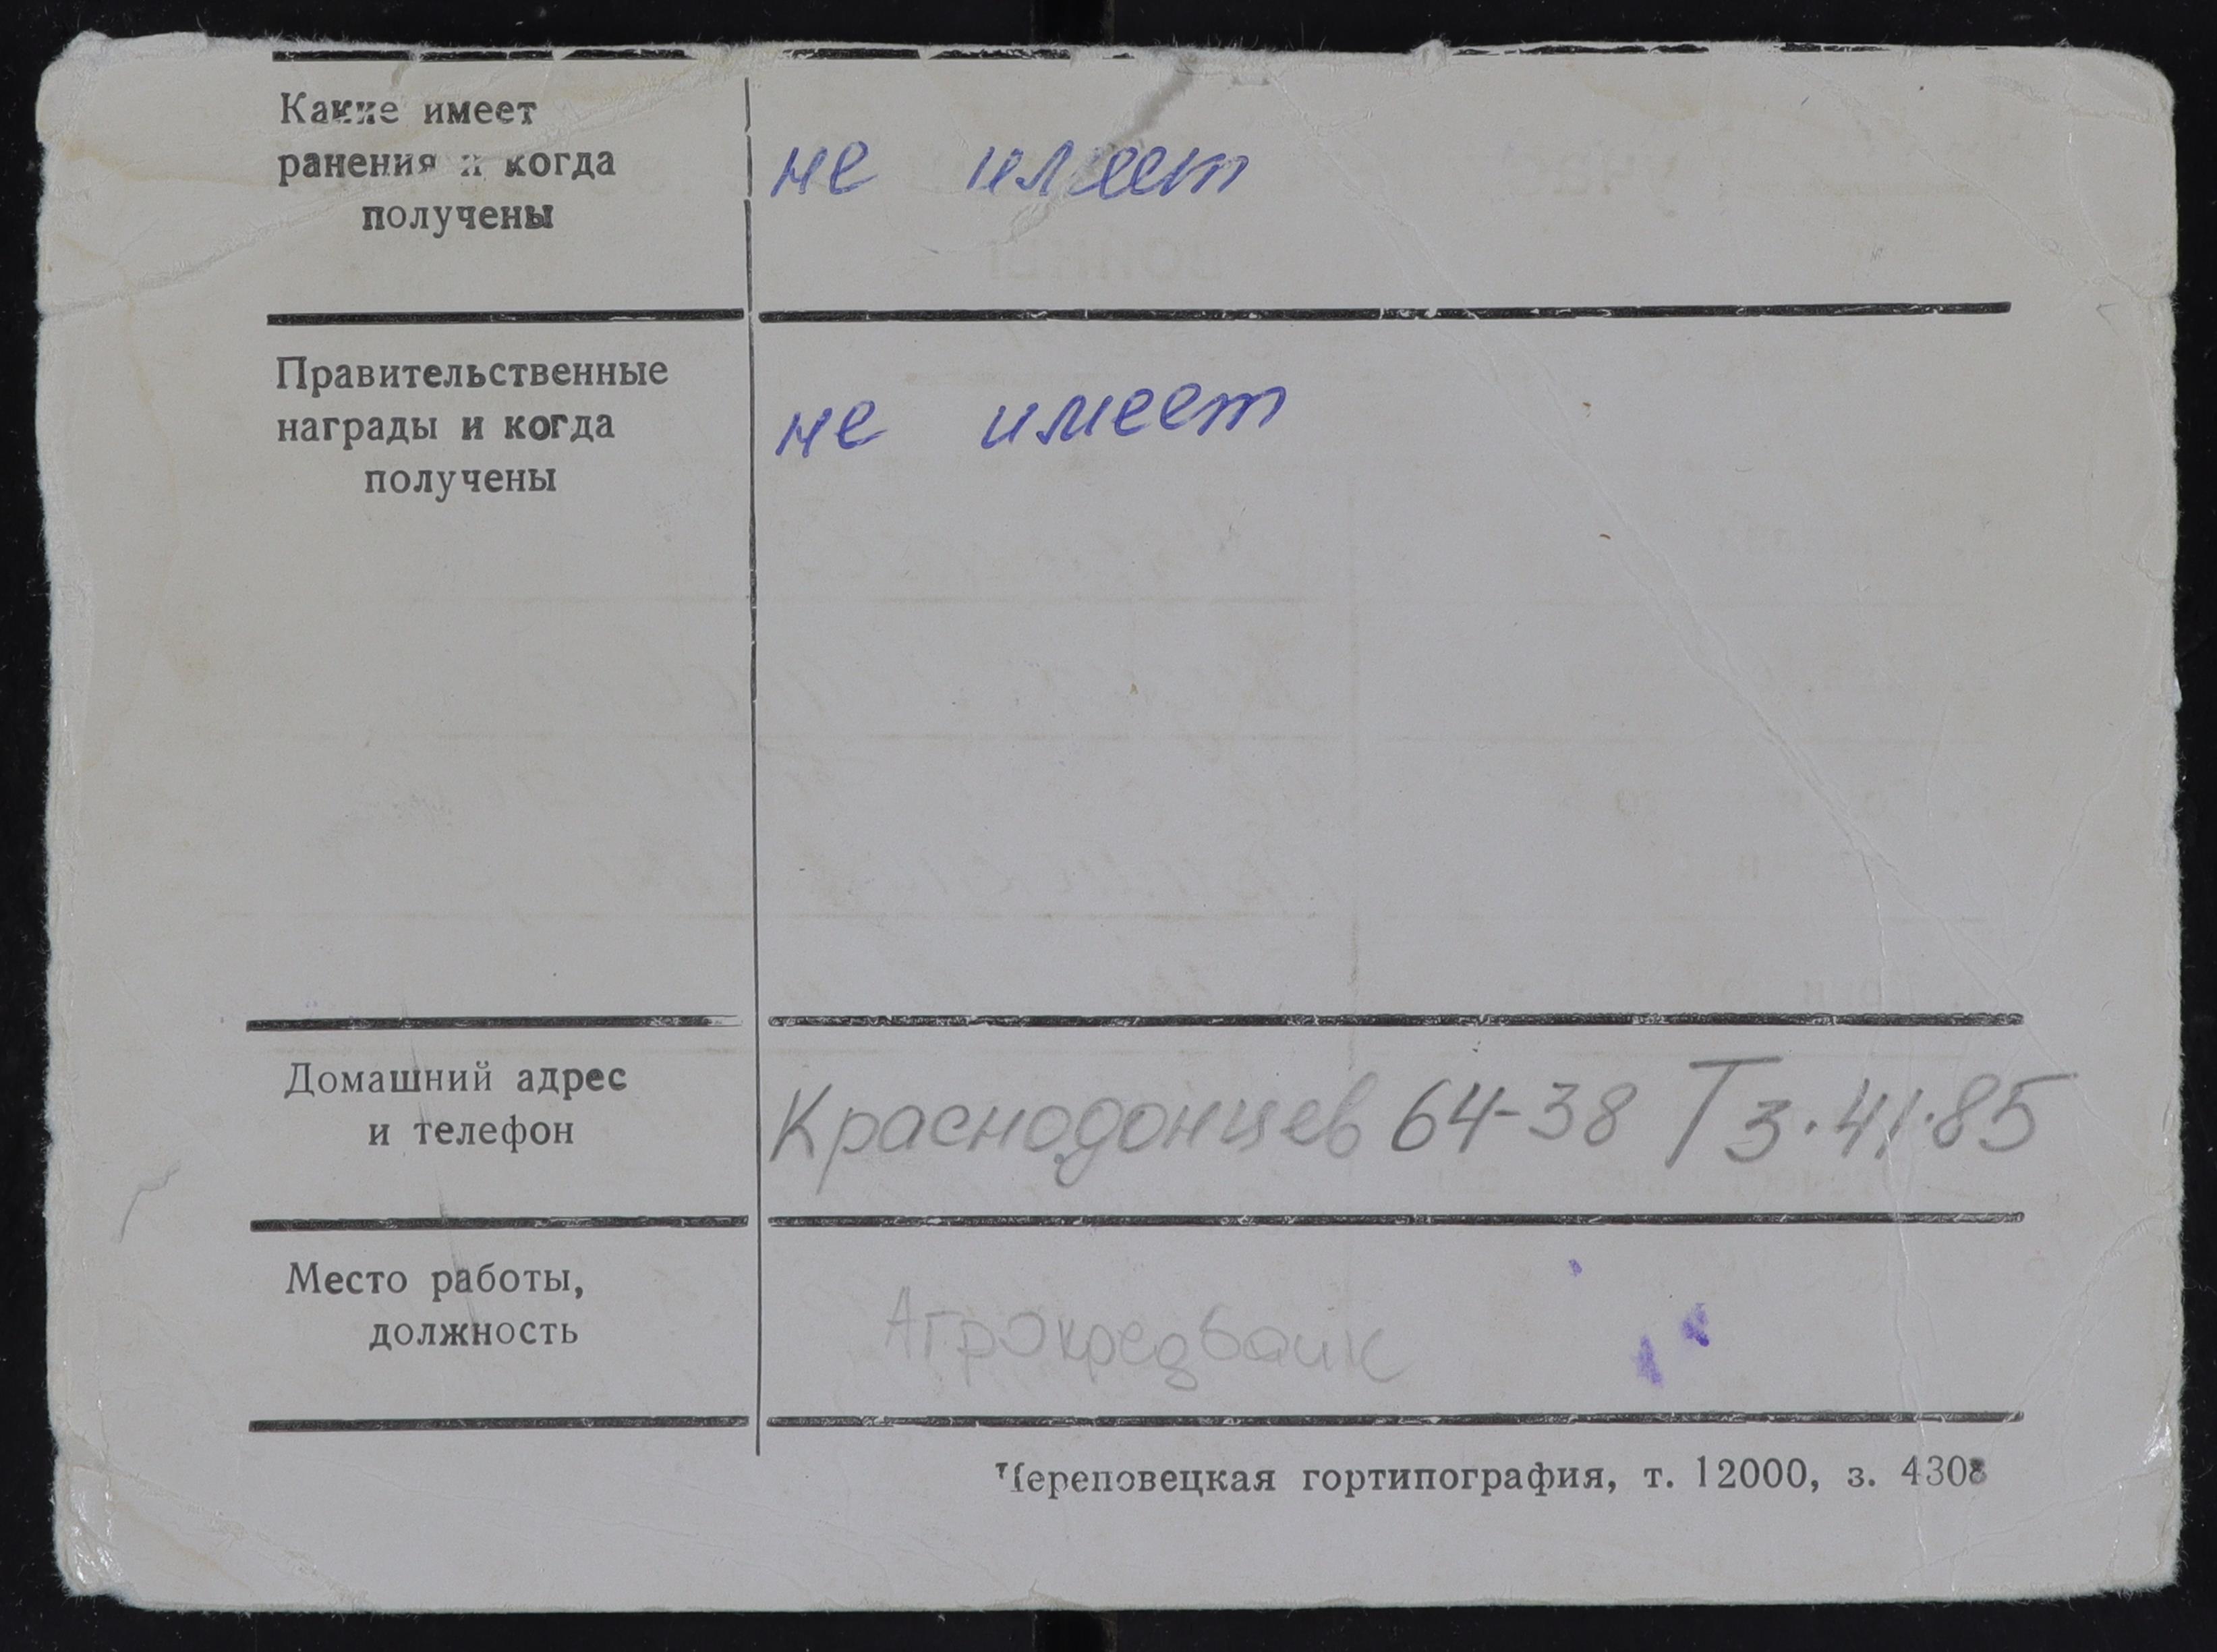 Какие имеет
ранения и когда
получены
не имеет
Правительственные
награды и когда
получены
не имеет
Домашний адрес
и телефон
Краснодонцев 64-38 Т 3·41·85
Место работы,
должность
Агрокредбанк
Череповецкая гортипография, т. 12000, з. 4308